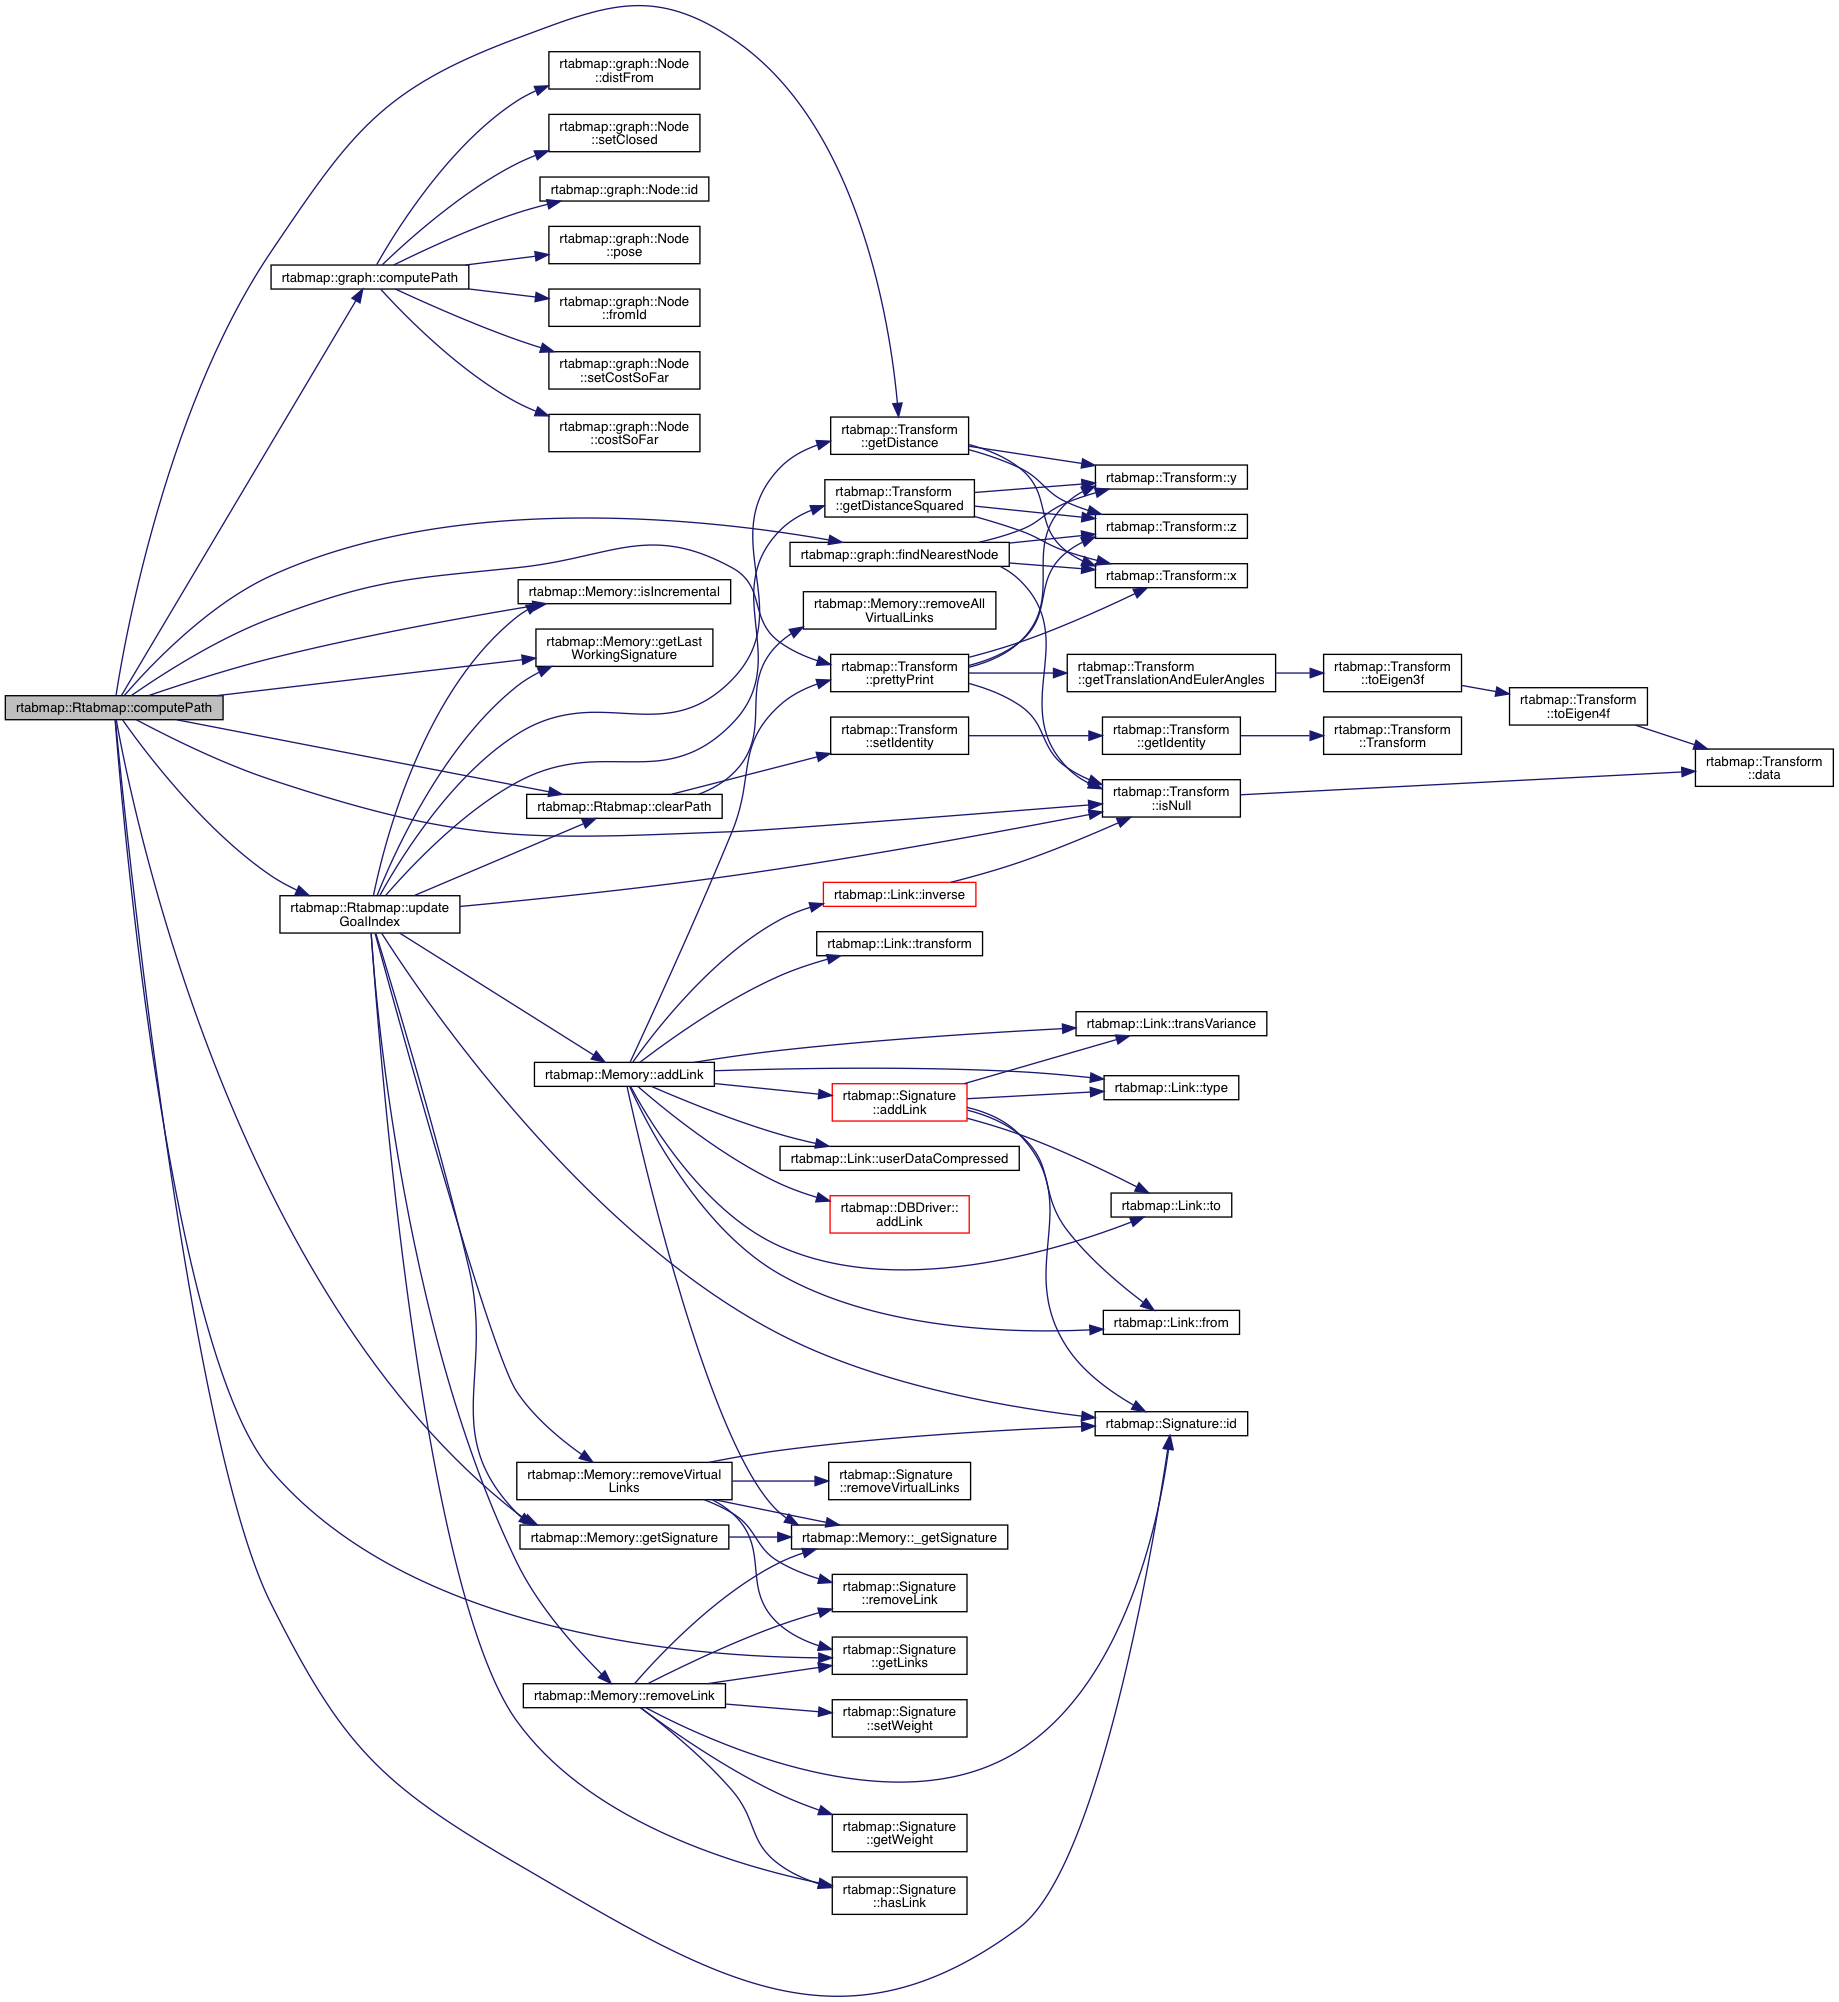 rtabmap::graph::Node
::distFrom
rtabmap::graph::Node
::setClosed
rtabmap::graph::Node::id
rtabmap::graph::Node
::pose
rtabmap::graph::computePath
rtabmap::graph::Node
::fromId
rtabmap::graph::Node
::setCostSoFar
rtabmap::graph::Node
::costSoFar
rtabmap::Transform
::getDistance
rtabmap::Transform::y
rtabmap::Transform
::getDistanceSquared
rtabmap::Transform::z
rtabmap::graph::findNearestNode
rtabmap::Transform::x
rtabmap::Memory::isIncremental
rtabmap::Memory::removeAll
VirtualLinks
rtabmap::Memory::getLast
WorkingSignature
rtabmap::Transform
::prettyPrint
rtabmap::Transform
::getTranslationAndEulerAngles
rtabmap::Transform
::toEigen3f
rtabmap::Transform
::toEigen4f
rtabmap::Rtabmap::computePath
rtabmap::Transform
::setIdentity
rtabmap::Transform
::getIdentity
rtabmap::Transform
::Transform
rtabmap::Transform
::data
rtabmap::Rtabmap::clearPath
rtabmap::Transform
::isNull
rtabmap::Link::inverse
rtabmap::Rtabmap::update
GoalIndex
rtabmap::Link::transform
rtabmap::Link::transVariance
rtabmap::Memory::addLink
rtabmap::Link::type
rtabmap::Signature
::addLink
rtabmap::Link::userDataCompressed
rtabmap::Link::to
rtabmap::DBDriver::
addLink
rtabmap::Link::from
rtabmap::Signature::id
rtabmap::Memory::removeVirtual
Links
rtabmap::Signature
::removeVirtualLinks
rtabmap::Memory::getSignature
rtabmap::Memory::_getSignature
rtabmap::Signature
::removeLink
rtabmap::Signature
::getLinks
rtabmap::Memory::removeLink
rtabmap::Signature
::setWeight
rtabmap::Signature
::getWeight
rtabmap::Signature
::hasLink